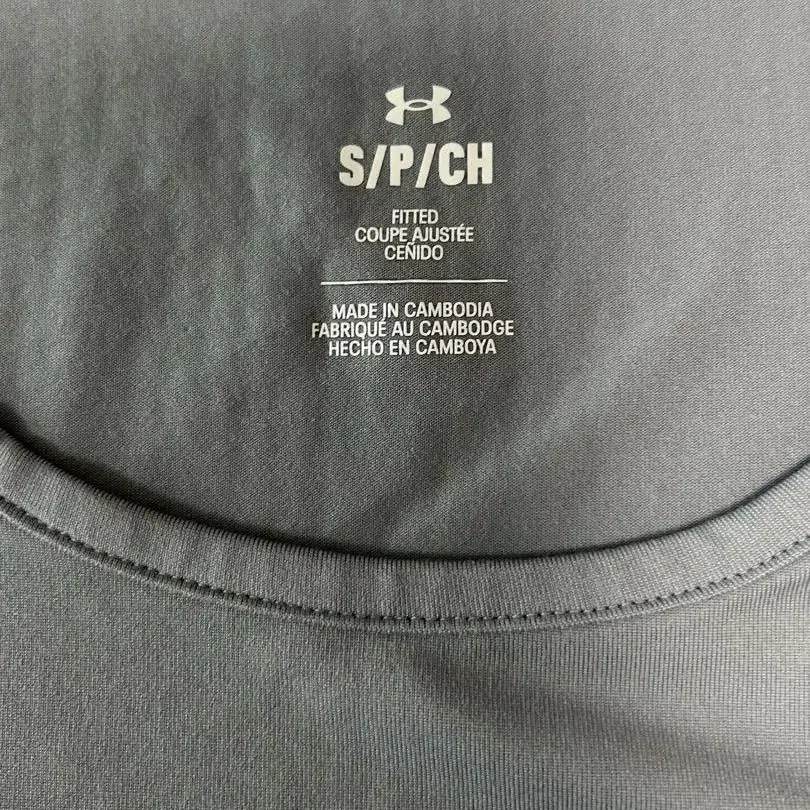 S/P/CH
FITTED
COUPE AJUSTÉE
CEÑIDO
MADE IN CAMBODIA
FABRIQUÉ AU CAMBODGE
HECHO EN CAMBOYA